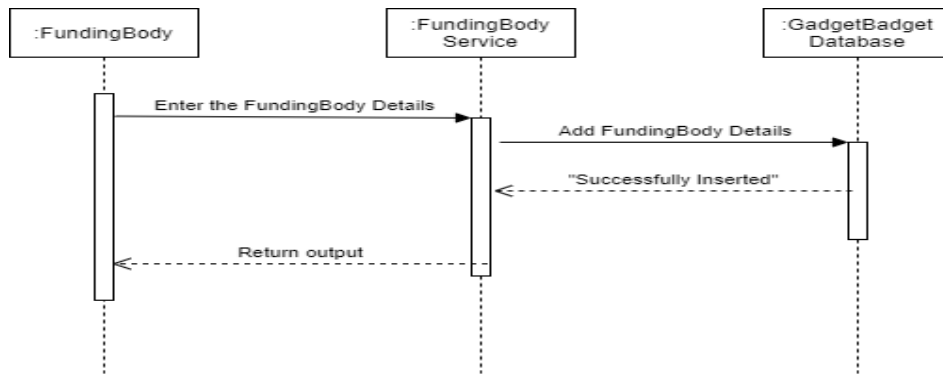 :FundingBody
:FundingBody
Service
:GadgetBadget
Database
Enter the FundingBody Details
Add FundingBody Details
"Successfully Inserted"
Return output